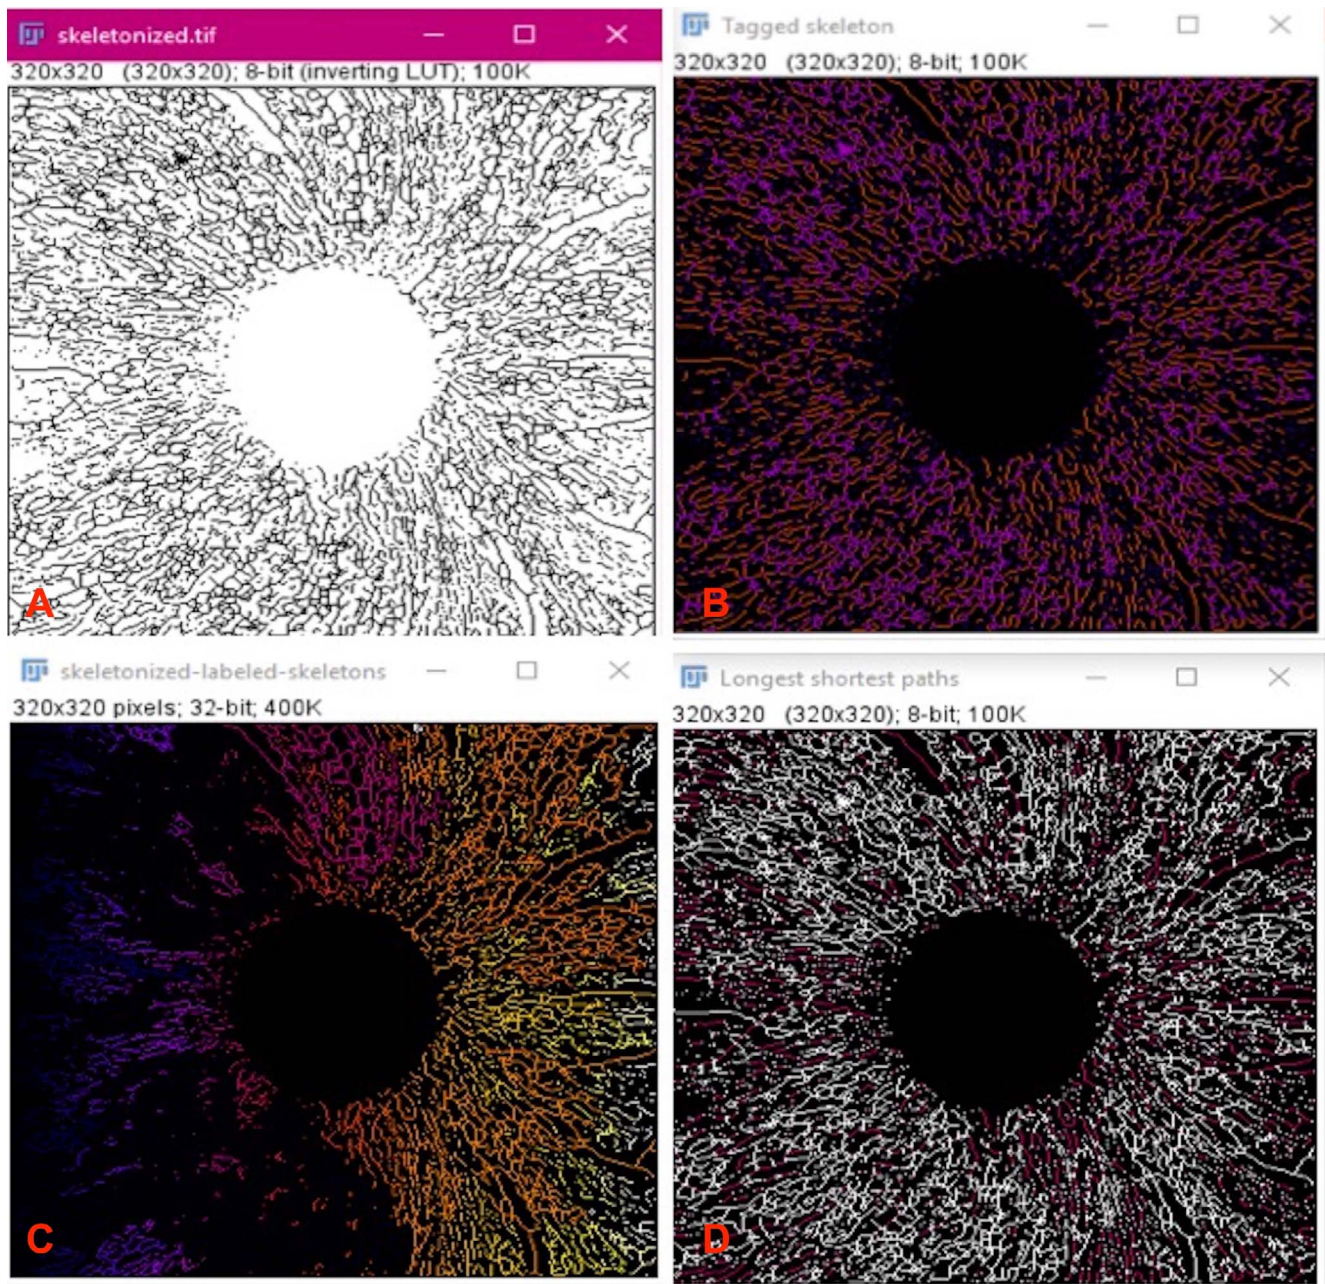 skeletonized.tif
320x320 (320x320); 8-bit (inverting LUT); 100K
A
Tagged skeleton
320x320 (320x320); 8-bit; 100K
B
skeletonized-labeled-skeletons
320x320 pixels; 32-bit; 400K
C
Longest shortest paths
320x320 (320x320); 8-bit; 100K
D